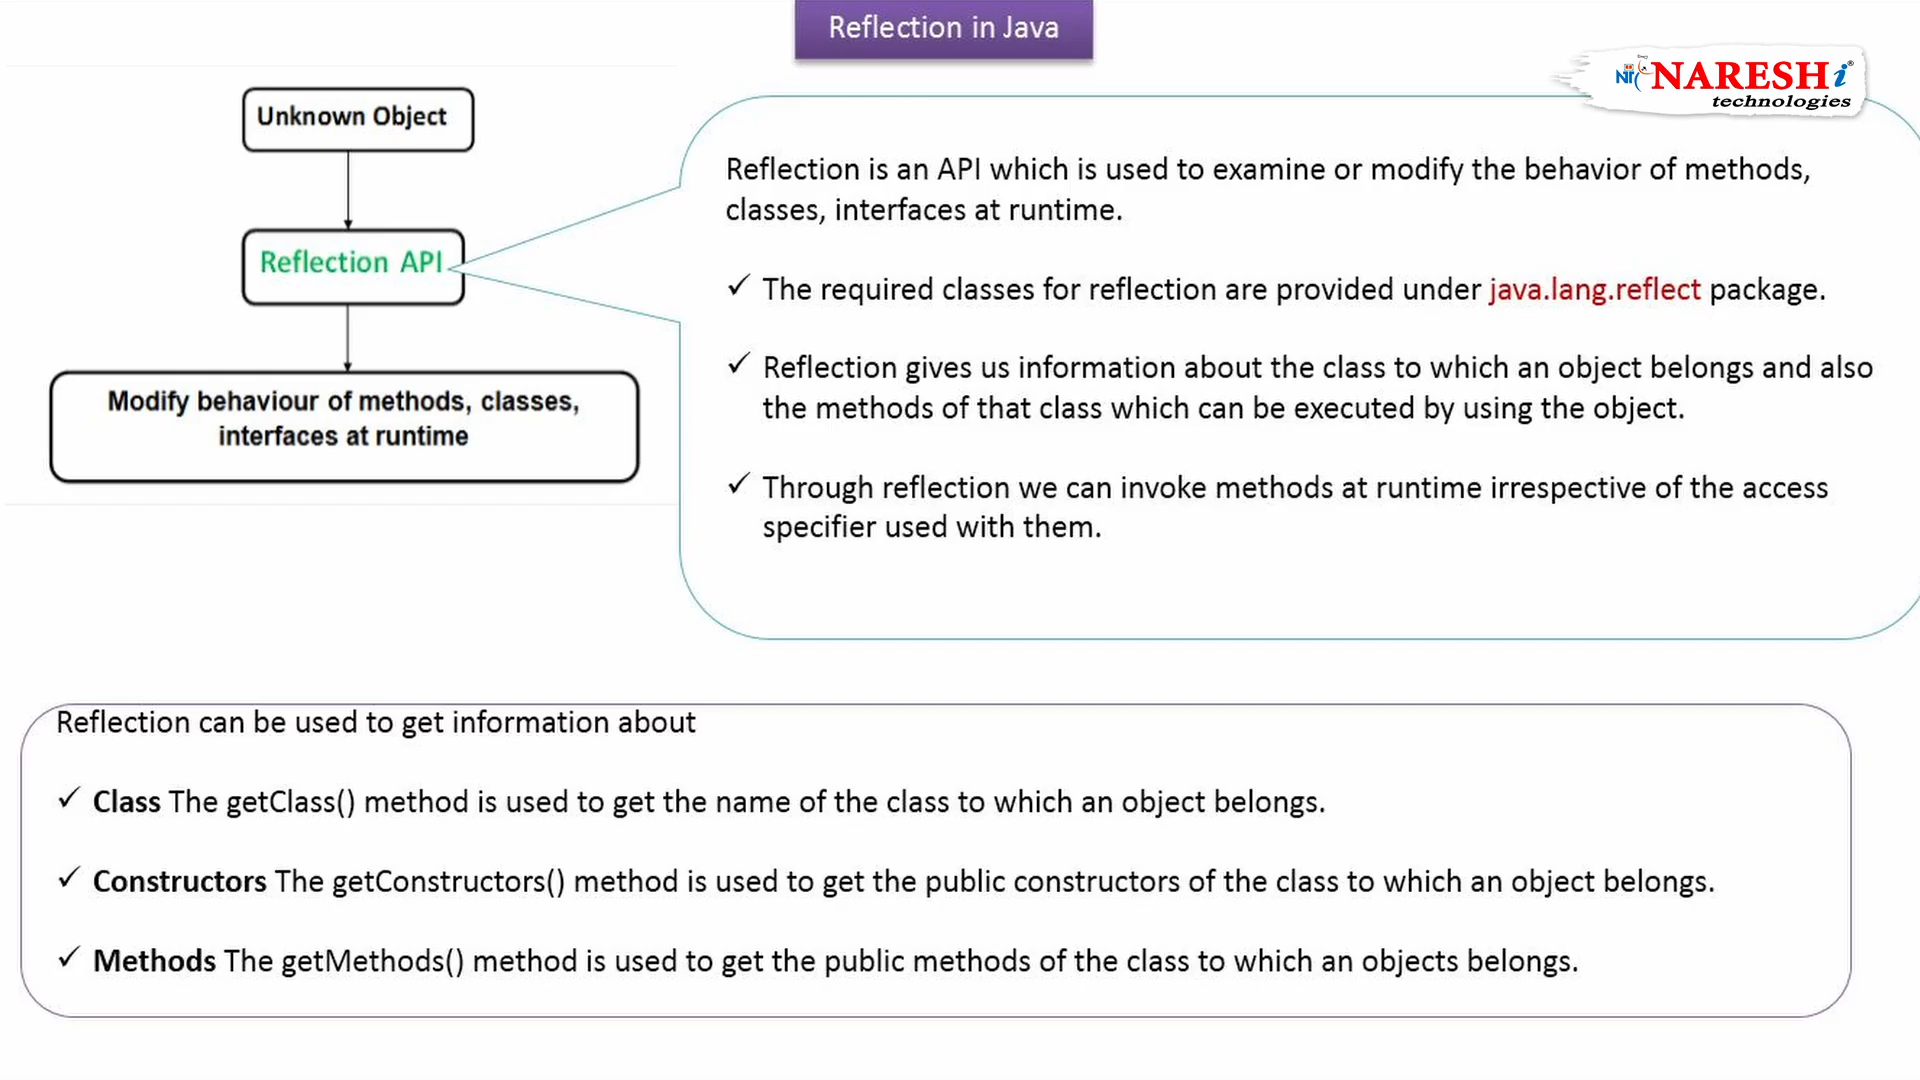 Reflection in Java
NARESH i
technologies
Unknown Object
Reflection API
Modify behaviour of methods, classes,
interfaces at runtime
Reflection is an API which is used to examine or modify the behavior of methods,
classes, interfaces at runtime.
✓ The required classes for reflection are provided under java.lang.reflect package.
✓ Reflection gives us information about the class to which an object belongs and also
the methods of that class which can be executed by using the object.
✓ Through reflection we can invoke methods at runtime irrespective of the access
specifier used with them.
Reflection can be used to get information about
✓ Class The getClass() method is used to get the name of the class to which an object belongs.
✓ Constructors The getConstructors() method is used to get the public constructors of the class to which an object belongs.
✓ Methods The getMethods() method is used to get the public methods of the class to which an objects belongs.